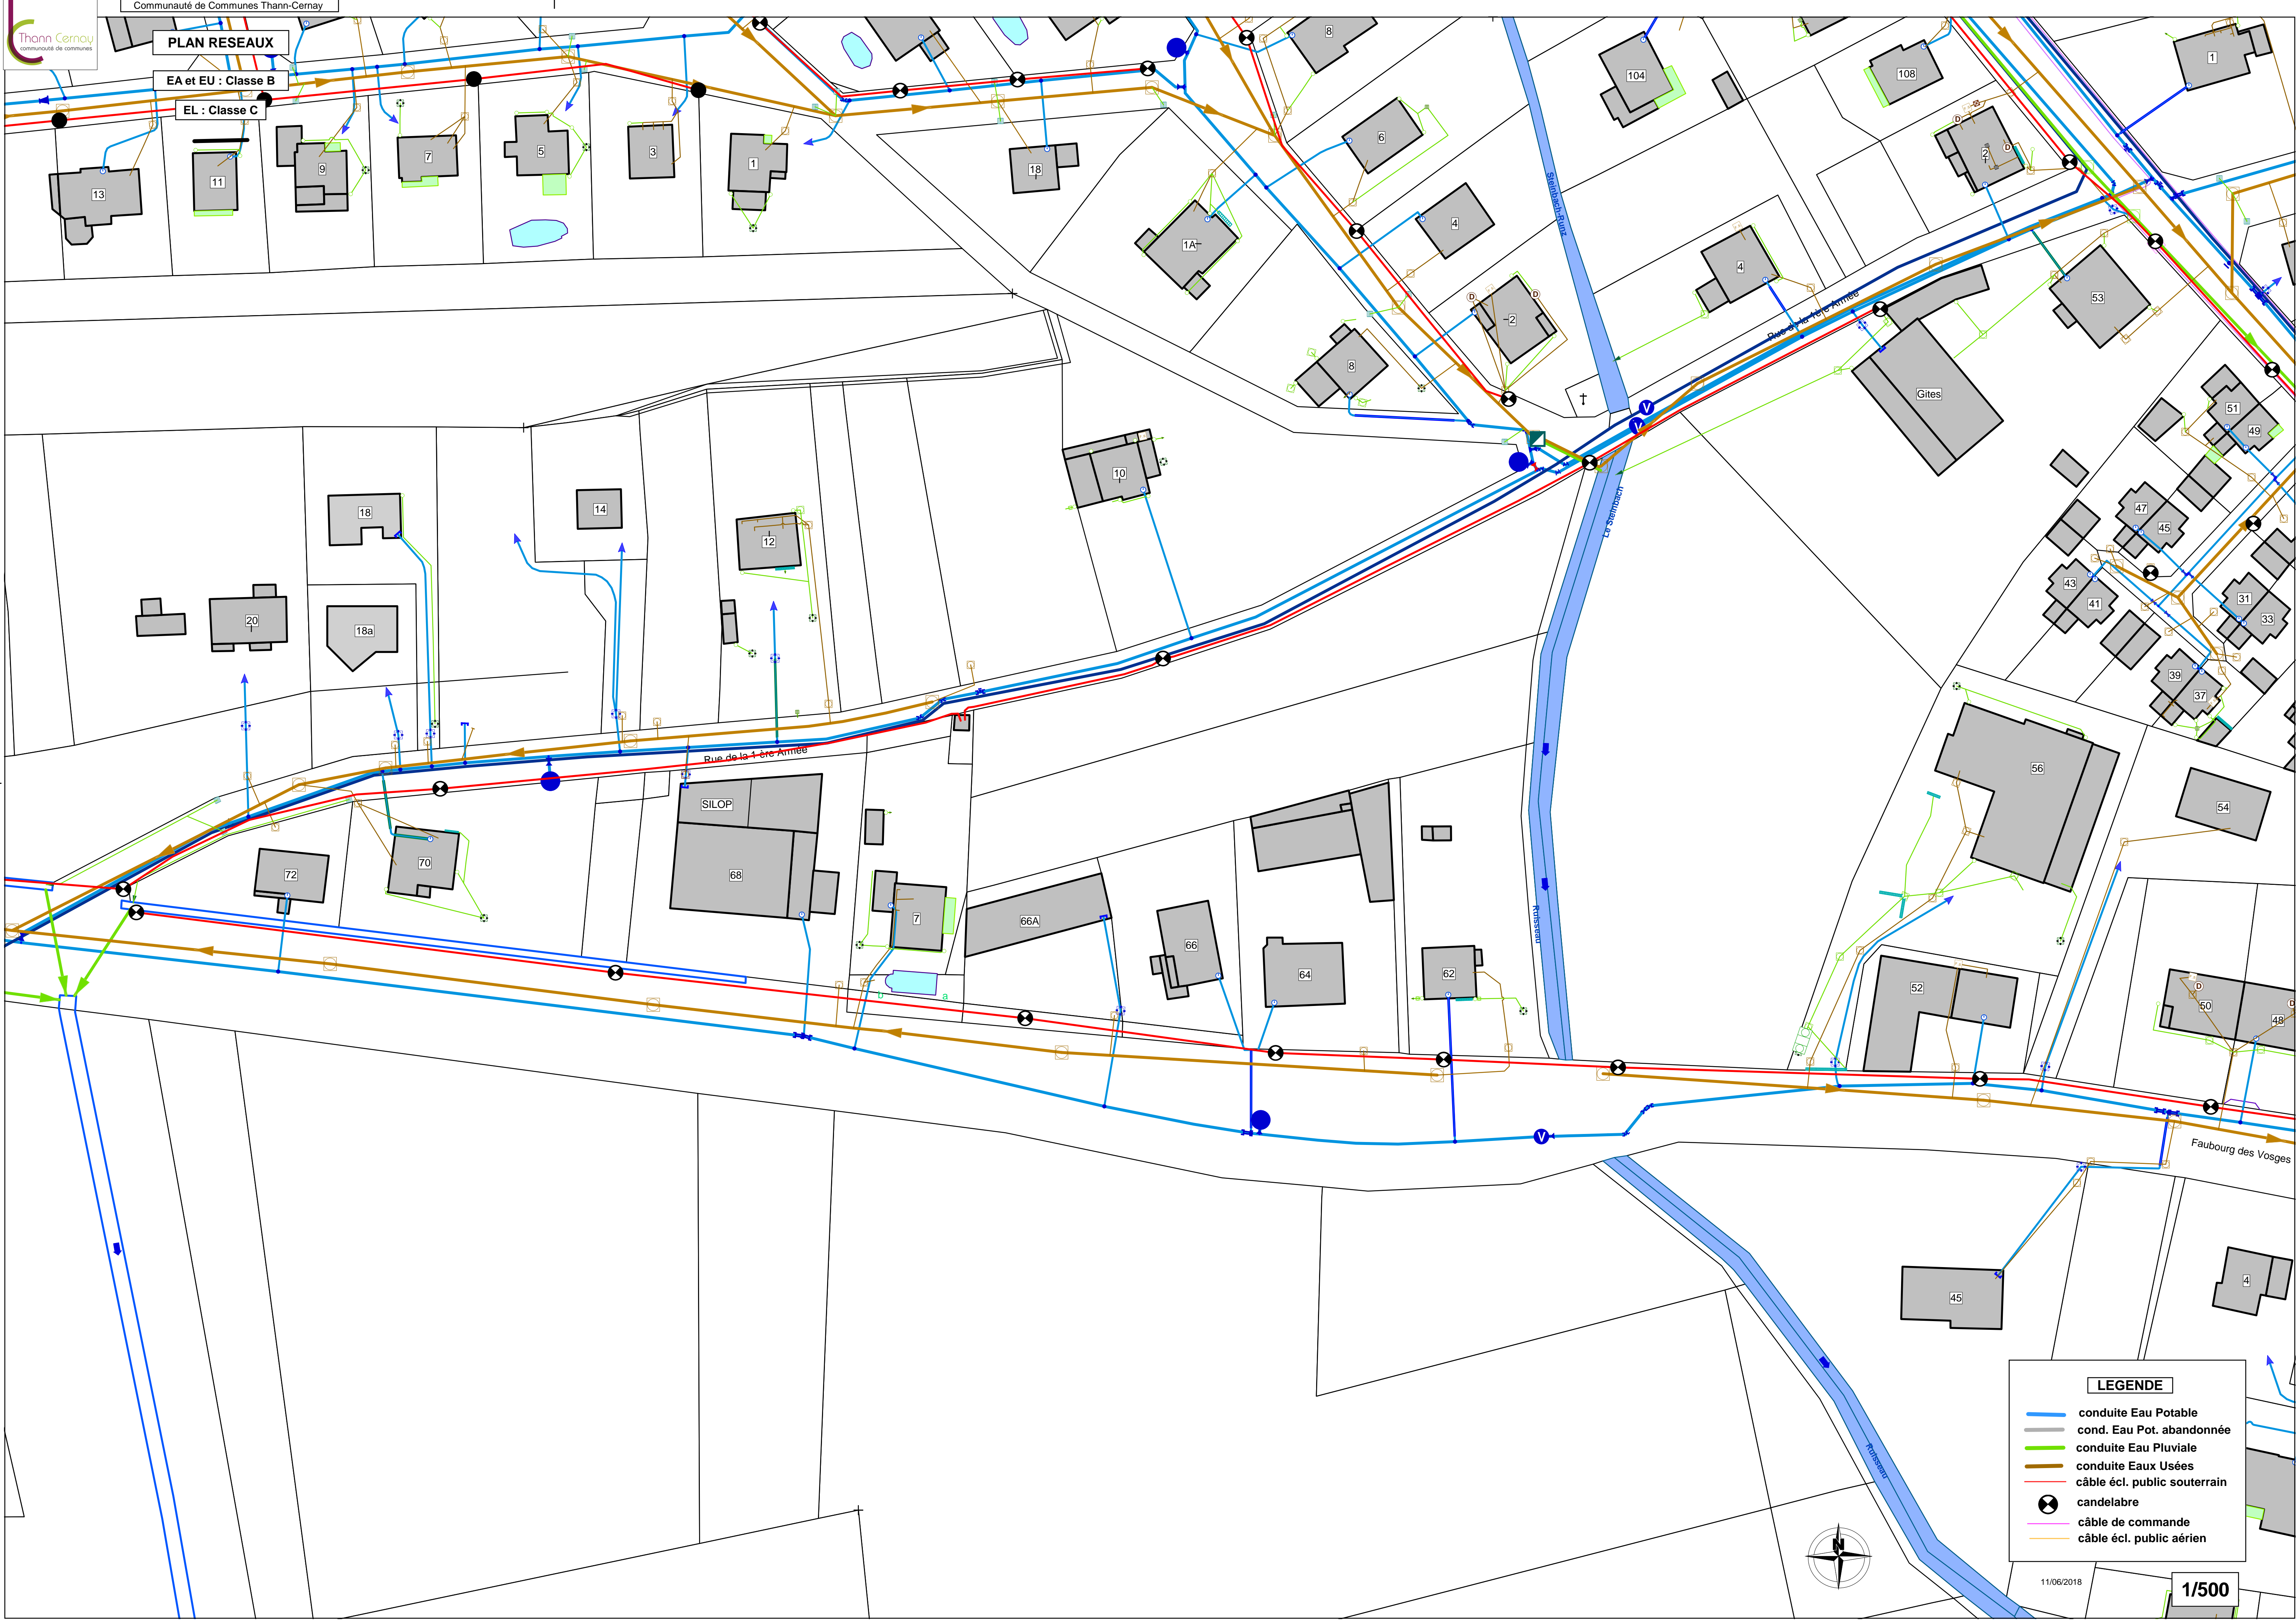 Communauté de Communes Thann-Cernay
Thann Cernay
communauté de communes
PLAN RESEAUX
EA et EU : Classe B
EL : Classe C
13
11
9
7
5
3
1
18
1A
8
6
4
2
D
D
8
104
108
2
D
D
4
1
53
Steinbach-Runz
Rue de la 1ère Armée
Gites
V
V
Le Steinbach
51
49
47
45
43
41
31
33
39
37
18
14
12
10
20
18a
Rue de la 1 ère Armée
SILOP
68
72
70
7
b
a
66A
66
64
62
Ruisseau
56
54
52
50
D
48
D
V
Faubourg des Vosges
45
4
Ruisseau
LEGENDE
conduite Eau Potable
cond. Eau Pot. abandonnée
conduite Eau Pluviale
conduite Eaux Usées
câble écl. public souterrain
candelabre
câble de commande
câble écl. public aérien
N
11/06/2018
1/500